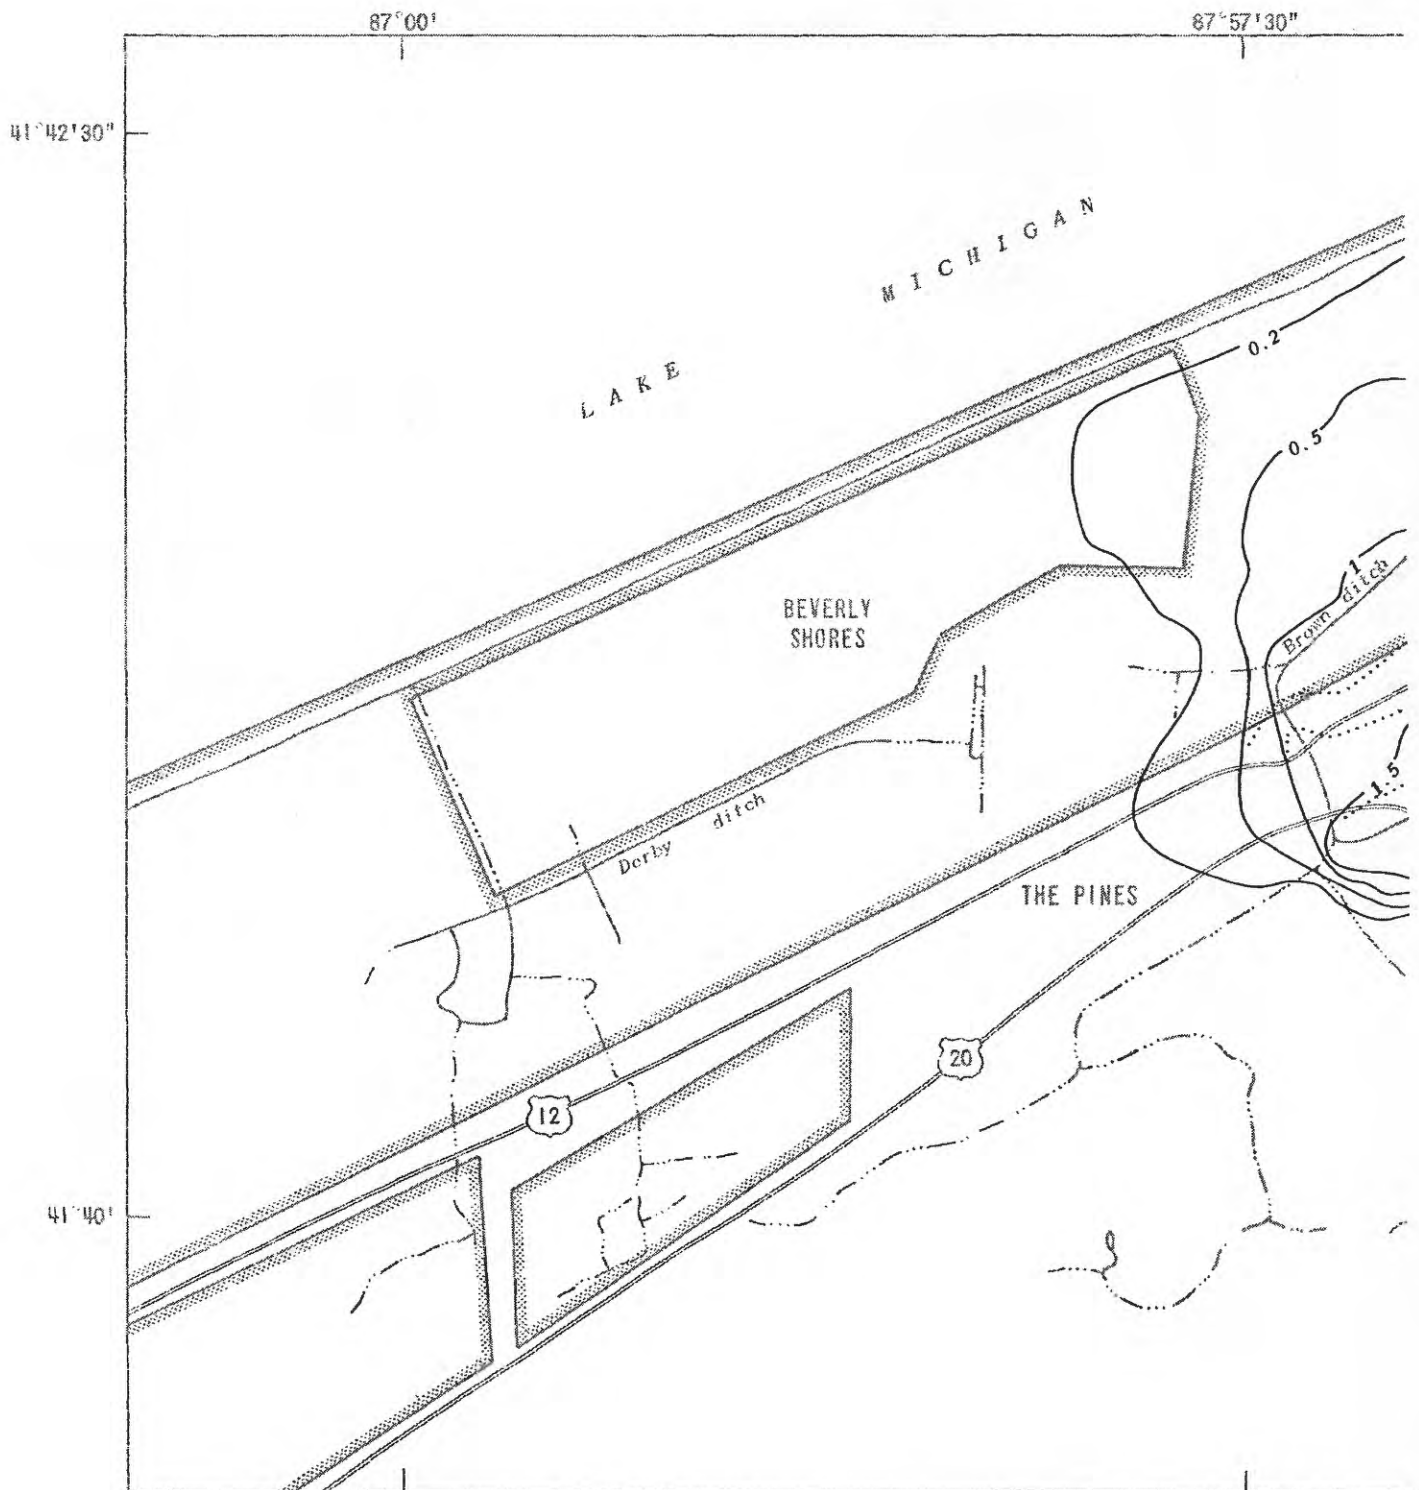 87°00'
87°57'30"
41°42'30"
LAKE MICHIGAN
0.2
0.5
1
Brown ditch
BEVERLY
SHORES
1.5
Derby ditch
THE PINES
20
12
41°40'